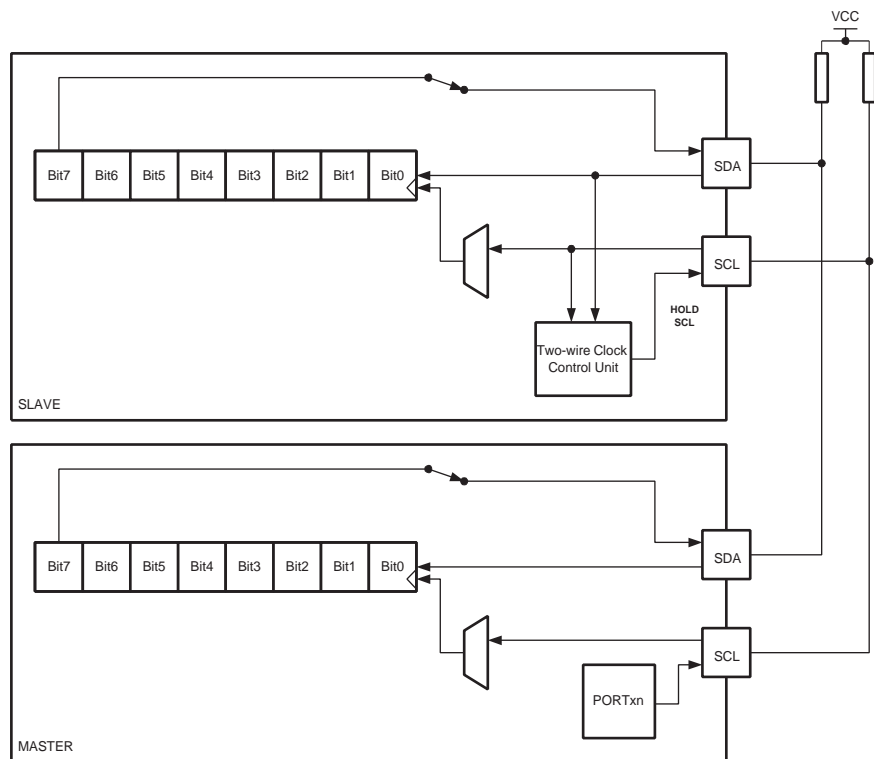 VCC
Bit7 Bit6 Bit5 Bit4 Bit3 Bit2 Bit1 Bit0
SDA
SCL
HOLD
SCL
Two-wire Clock
Control Unit
SLAVE
Bit7 Bit6 Bit5 Bit4 Bit3 Bit2 Bit1 Bit0
SDA
SCL
PORTxn
MASTER